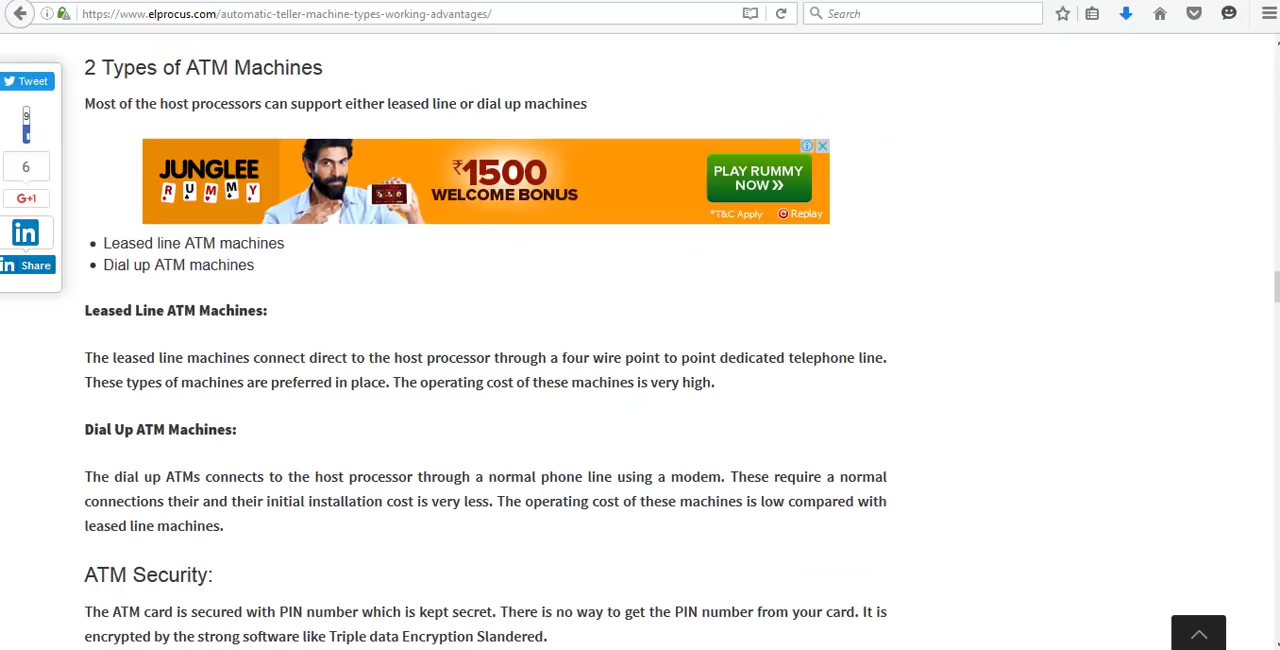 https://www.elprocus.com/automatic-teller-machine-types-working-advantages/
Search
Tweet
9
6
G+1
in
in Share
2 Types of ATM Machines
Most of the host processors can support either leased line or dial up machines
JUNGLEE
RUMMY
₹1500
WELCOME BONUS
PLAY RUMMY
NOW »
*T&C Apply
Replay
• Leased line ATM machines
• Dial up ATM machines
Leased Line ATM Machines:
The leased line machines connect direct to the host processor through a four wire point to point dedicated telephone line.
These types of machines are preferred in place. The operating cost of these machines is very high.
Dial Up ATM Machines:
The dial up ATMs connects to the host processor through a normal phone line using a modem. These require a normal
connections their and their initial installation cost is very less. The operating cost of these machines is low compared with
leased line machines.
ATM Security:
The ATM card is secured with PIN number which is kept secret. There is no way to get the PIN number from your card. It is
encrypted by the strong software like Triple data Encryption Slandered.